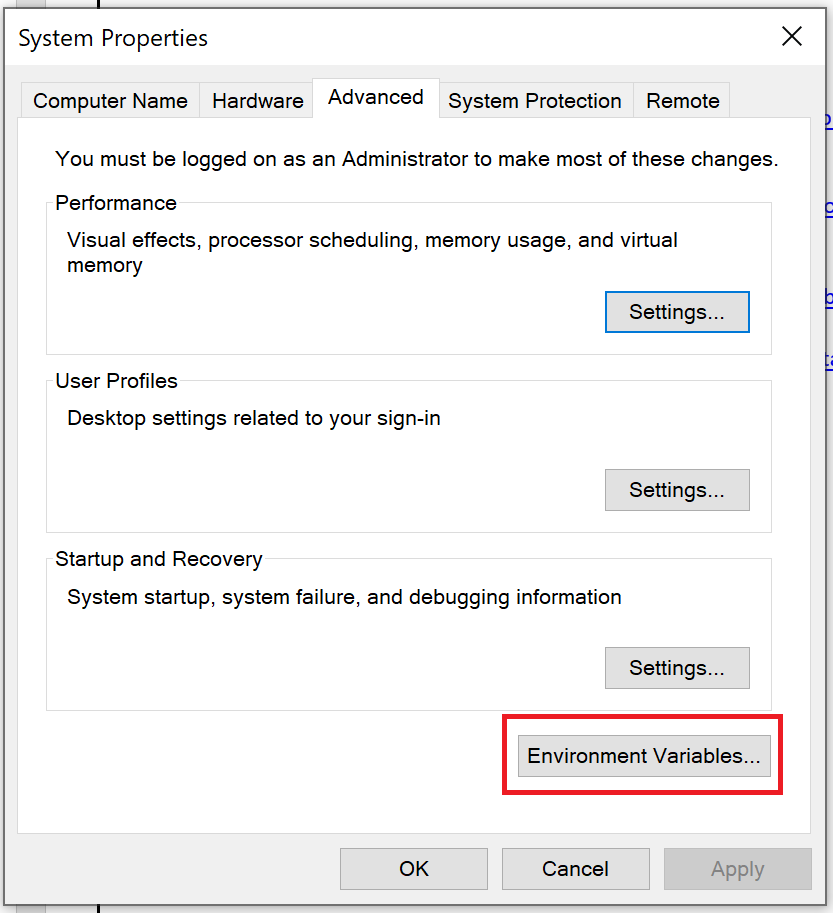 System Properties
Computer Name
Hardware
Advanced
System Protection
Remote
You must be logged on as an Administrator to make most of these changes.
Performance
Visual effects, processor scheduling, memory usage, and virtual
memory
Settings...
User Profiles
Desktop settings related to your sign-in
Settings...
Startup and Recovery
System startup, system failure, and debugging information
Settings...
Environment Variables...
OK
Cancel
Apply